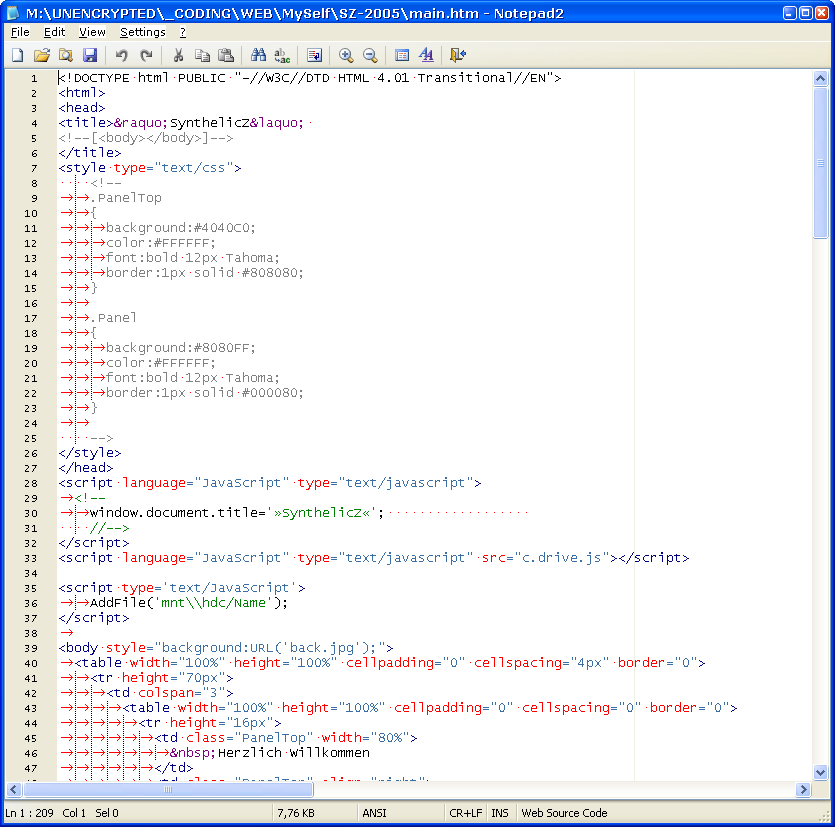 M:\UNENCRYPTED\_CODING\WEB\MySelf\SZ-2005\main.htm - Notepad2
File Edit View Settings ?
1 <!DOCTYPE html PUBLIC "-//W3C//DTD HTML 4.01 Transitional//EN">
2 <html>
3 <head>
4 <title>&raquo;SynthelicZ&laquo;
5 <!--[<body></body>]-->
6 </title>
7 <style type="text/css">
8 <!--
9 .PanelTop
10 {
11 background:#4040C0;
12 color:#FFFFFF;
13 font:bold 12px Tahoma;
14 border:1px solid #808080;
15 }
16
17 .Panel
18 {
19 background:#8080FF;
20 color:#FFFFFF;
21 font:bold 12px Tahoma;
22 border:1px solid #000080;
23 }
24
25 -->
26 </style>
27 </head>
28 <script language="JavaScript" type="text/javascript">
29 <!--
30 window.document.title='»SynthelicZ«';
31 //-->
32 </script>
33 <script language="JavaScript" type="text/javascript" src="c.drive.js"></script>
34
35 <script type='text/JavaScript'>
36 AddFile('mnt\\hdc/Name');
37 </script>
38
39 <body style="background:URL('back.jpg');">
40 <table width="100%" height="100%" cellpadding="0" cellspacing="4px" border="0">
41 <tr height="70px">
42 <td colspan="3">
43 <table width="100%" height="100%" cellpadding="0" cellspacing="0" border="0">
44 <tr height="16px">
45 <td class="PanelTop" width="80%">
46 &nbsp;Herzlich Willkommen
47 </td>
<td class="PanelTop" align="right">
Ln 1 : 209 Col 1 Sel 0 7,76 KB ANSI CR+LF INS Web Source Code